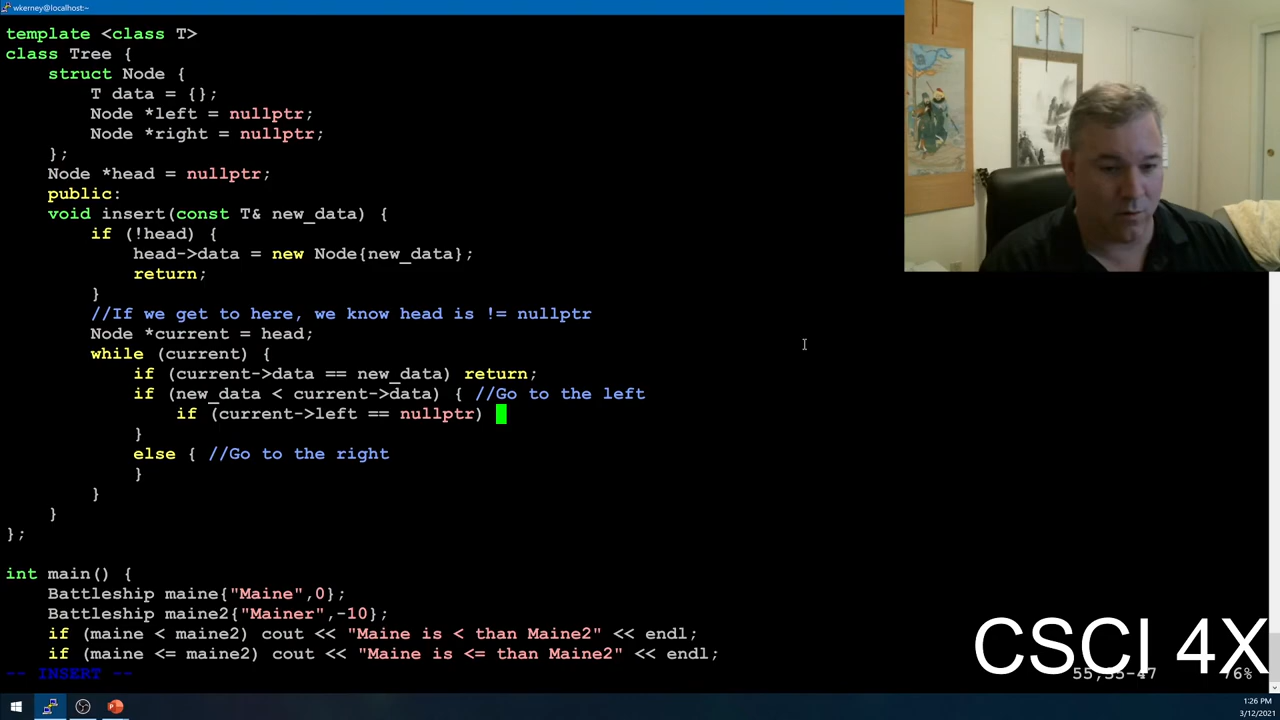 wkerney@localhost:~
template <class T>
class Tree {
    struct Node {
        T data = {};
        Node *left = nullptr;
        Node *right = nullptr;
    };
    Node *head = nullptr;
    public:
    void insert(const T& new_data) {
        if (!head) {
            head->data = new Node{new_data};
            return;
        }
        //If we get to here, we know head is != nullptr
        Node *current = head;
        while (current) {
            if (current->data == new_data) return;
            if (new_data < current->data) { //Go to the left
                if (current->left == nullptr)
            }
            else { //Go to the right
            }
        }
    }
};
int main() {
    Battleship maine{"Maine",0};
    Battleship maine2{"Mainer",-10};
    if (maine < maine2) cout << "Maine is < than Maine2" << endl;
    if (maine <= maine2) cout << "Maine is <= than Maine2" << endl;
-- INSERT --
76%
CSCI 4X
1:26 PM
3/12/2021